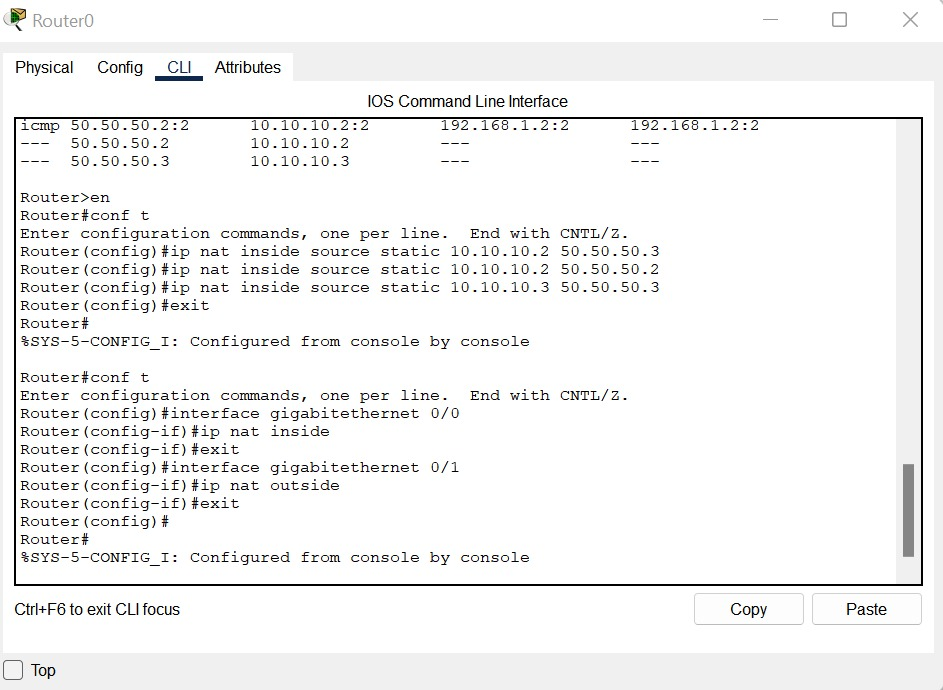 Router0
Physical Config CLI Attributes
IOS Command Line Interface
icmp 50.50.50.2:2 10.10.10.2:2 192.168.1.2:2 192.168.1.2:2
--- 50.50.50.2 10.10.10.2 --- ---
--- 50.50.50.3 10.10.10.3 --- ---
Router>en
Router#conf t
Enter configuration commands, one per line. End with CNTL/Z.
Router(config)#ip nat inside source static 10.10.10.2 50.50.50.3
Router(config)#ip nat inside source static 10.10.10.2 50.50.50.2
Router(config)#ip nat inside source static 10.10.10.3 50.50.50.3
Router(config)#exit
Router#
%SYS-5-CONFIG_I: Configured from console by console
Router#conf t
Enter configuration commands, one per line. End with CNTL/Z.
Router(config)#interface gigabitethernet 0/0
Router(config-if)#ip nat inside
Router(config-if)#exit
Router(config)#interface gigabitethernet 0/1
Router(config-if)#ip nat outside
Router(config-if)#exit
Router(config)#
Router#
%SYS-5-CONFIG_I: Configured from console by console
Ctrl+F6 to exit CLI focus
Copy Paste
Top